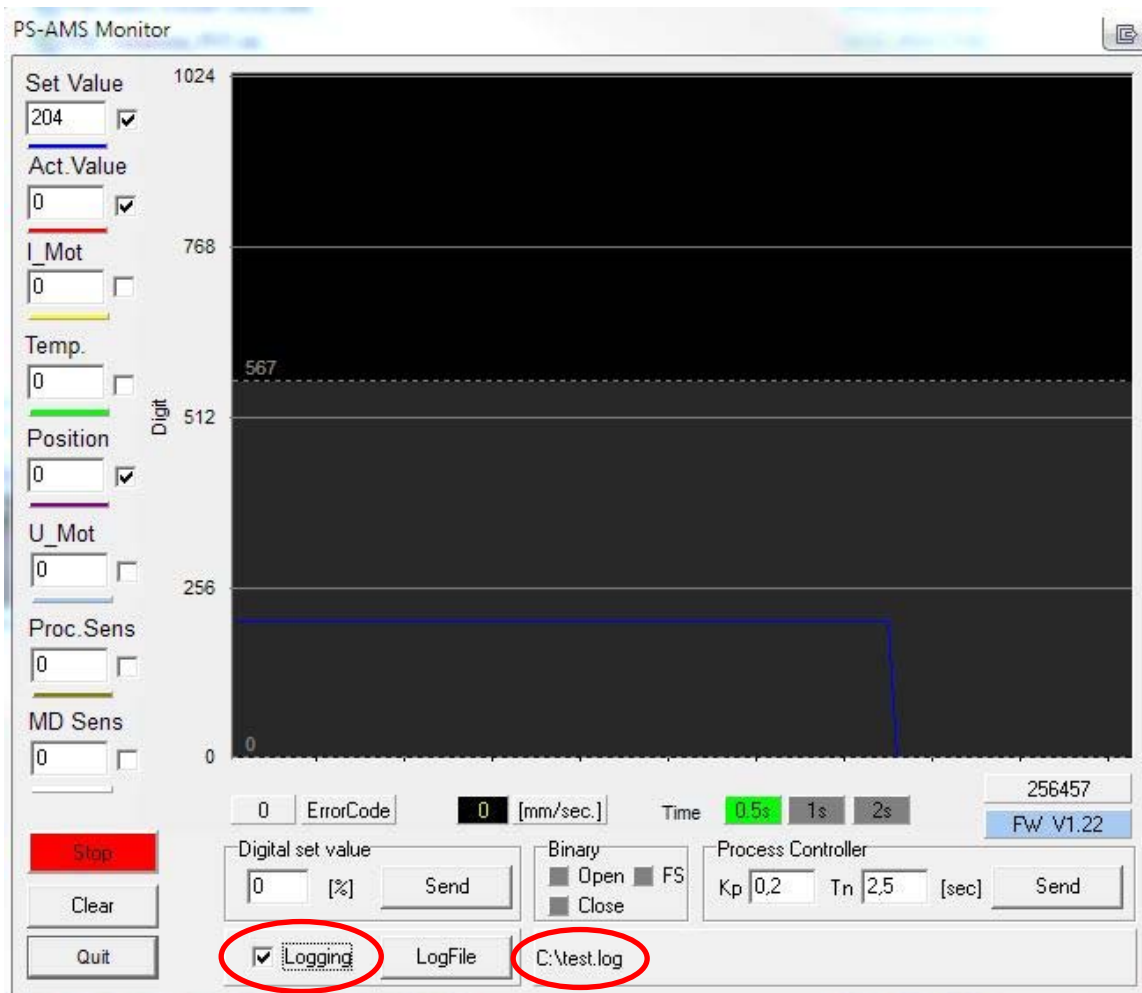 PS-AMS Monitor
Set Value
204
Act.Value
0
I_Mot
0
Temp.
0
Position
0
U_Mot
0
Proc.Sens
0
MD Sens
0
Digit
1024
768
567
512
256
0
0
0 ErrorCode 0 [mm/sec.] Time 0.5s 1s 2s
256457
FW V1.22
Stop
Clear
Quit
Digital set value
0 [%] Send
Binary
Open FS
Close
Process Controller
Kp 0,2 Tn 2,5 [sec] Send
Logging LogFile C:\test.log